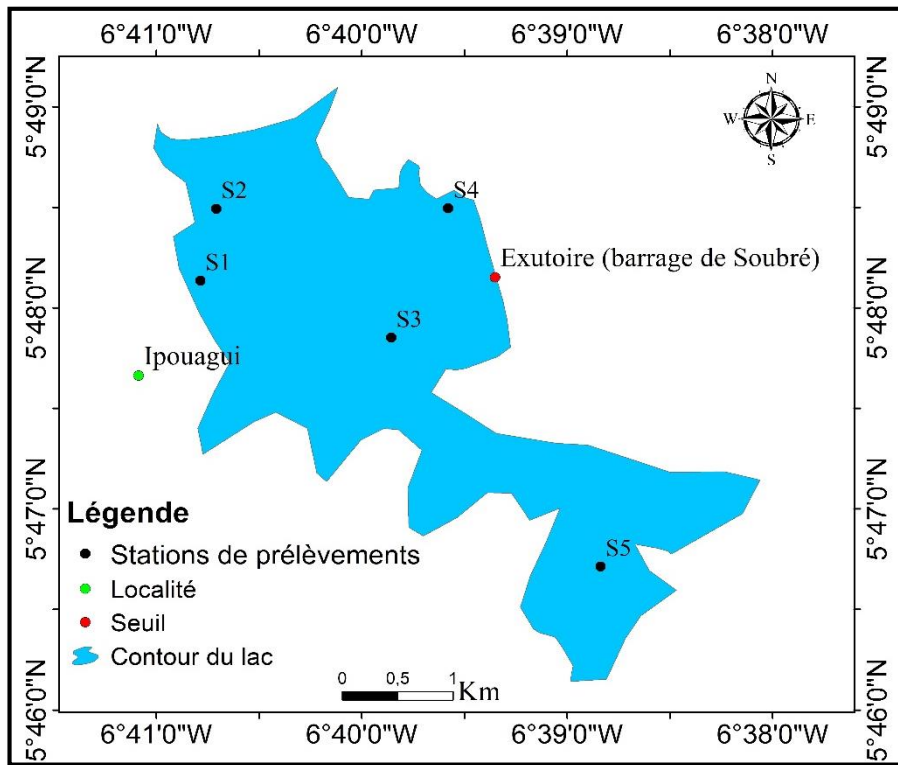 6°41'0"W 6°40'0"W 6°39'0"W 6°38'0"W
5°49'0"N
5°49'0"N
N
W E
S
S2
S4
S1
Exutoire (barrage de Soubré)
5°48'0"N
5°48'0"N
S3
Ipouagui
5°47'0"N
5°47'0"N
Légende
Stations de prélèvements
S5
Localité
Seuil
Contour du lac
0 0,5 1
Km
5°46'0"N
5°46'0"N
6°41'0"W 6°40'0"W 6°39'0"W 6°38'0"W